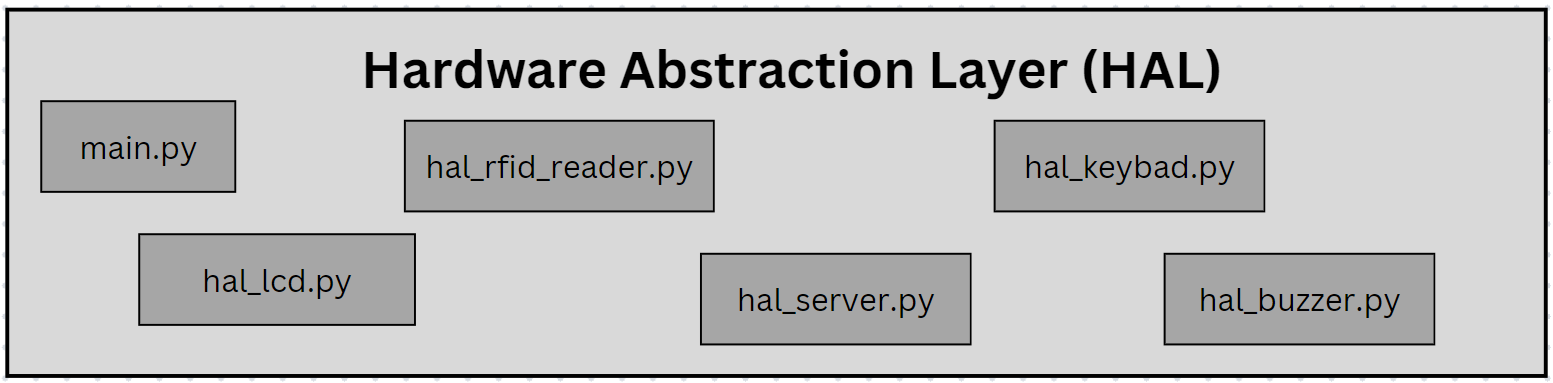 Hardware Abstraction Layer (HAL)
main.py
hal_rfid_reader.py
hal_keybad.py
hal_lcd.py
hal_server.py
hal_buzzer.py